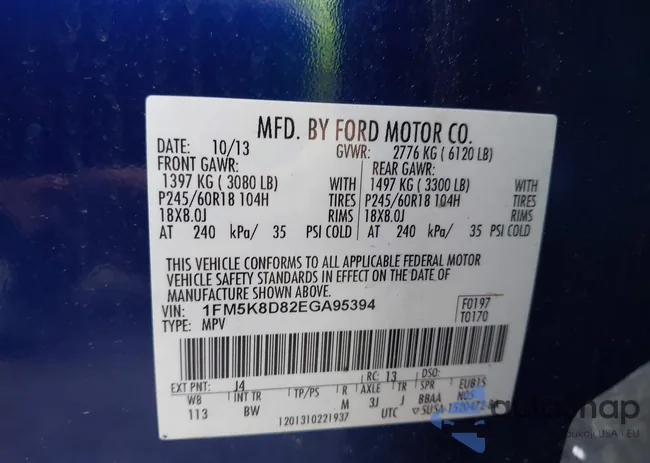 MFD. BY FORD MOTOR CO.
DATE: 10/13 GVWR: 2776 KG ( 6120 LB)
FRONT GAWR: REAR GAWR:
1397 KG ( 3080 LB) WITH 1497 KG ( 3300 LB) WITH
P245/60R18 104H TIRES P245/60R18 104H TIRES
18X8.0J RIMS 18X8.0J RIMS
AT 240 kPa/ 35 PSI COLD AT 240 kPa/ 35 PSI COLD
THIS VEHICLE CONFORMS TO ALL APPLICABLE FEDERAL MOTOR
VEHICLE SAFETY STANDARDS IN EFFECT ON THE DATE OF
MANUFACTURE SHOWN ABOVE.
VIN: 1FM5K8D82EGA95394 F0197
TYPE: MPV T0170
EXT PNT: J4 RC: 13 DSO:
WB INT TR TP/PS R AXLE TR SPR EUB1S
113 BW M 3J J BBAA N05
1201310221937 UTC
USA | EU